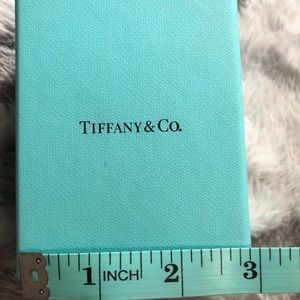 TIFFANY & CO.
1 INCH 2 3